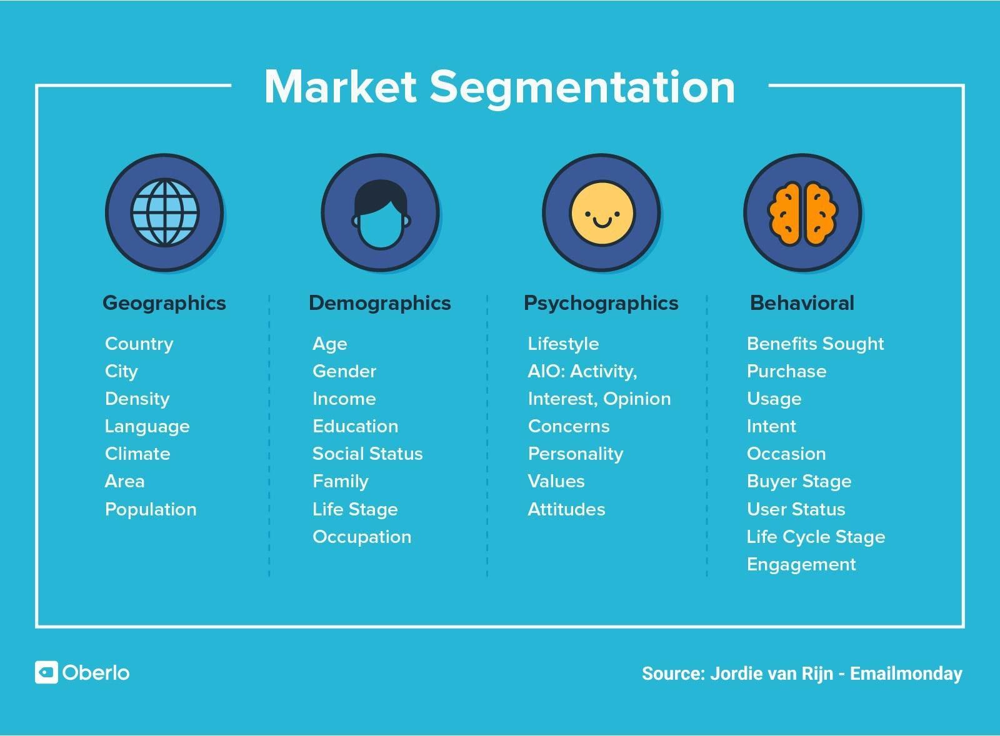 Market Segmentation
Geographics
Country
City
Density
Language
Climate
Area
Population
Demographics
Age
Gender
Income
Education
Social Status
Family
Life Stage
Occupation
Psychographics
Lifestyle
AIO: Activity,
Interest, Opinion
Concerns
Personality
Values
Attitudes
Behavioral
Benefits Sought
Purchase
Usage
Intent
Occasion
Buyer Stage
User Status
Life Cycle Stage
Engagement
Oberlo
Source: Jordie van Rijn - Emailmonday